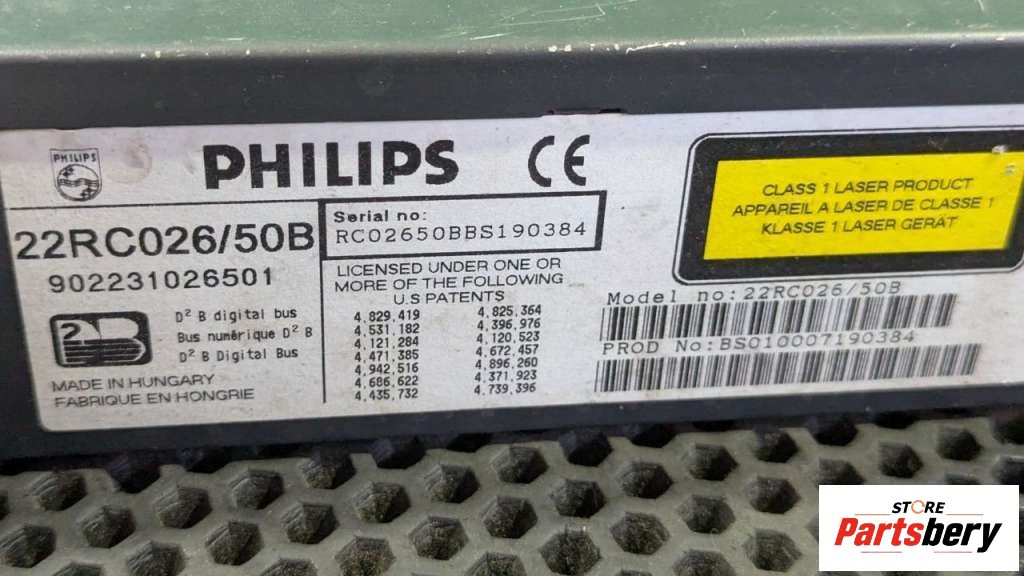 PHILIPS
PHILIPS CE
22RC026/50B
902231026501
Serial no:
RC02650BBS190384
CLASS 1 LASER PRODUCT
APPAREIL A LASER DE CLASSE 1
KLASSE 1 LASER GERÄT
LICENSED UNDER ONE OR
MORE OF THE FOLLOWING
U.S PATENTS
4,829,419 4,825,364
4,531,182 4,396,976
4,121,284 4,120,523
4,471,385 4,672,457
4,942,516 4,896,260
4,686,622 4,371,923
4,435,732 4,739,396
D² B digital bus
Bus numérique D² B
D² B Digital Bus
2
MADE IN HUNGARY
FABRIQUE EN HONGRIE
Model no:22RC026/50B
PROD No:BS010007190384
STORE
Partsbery